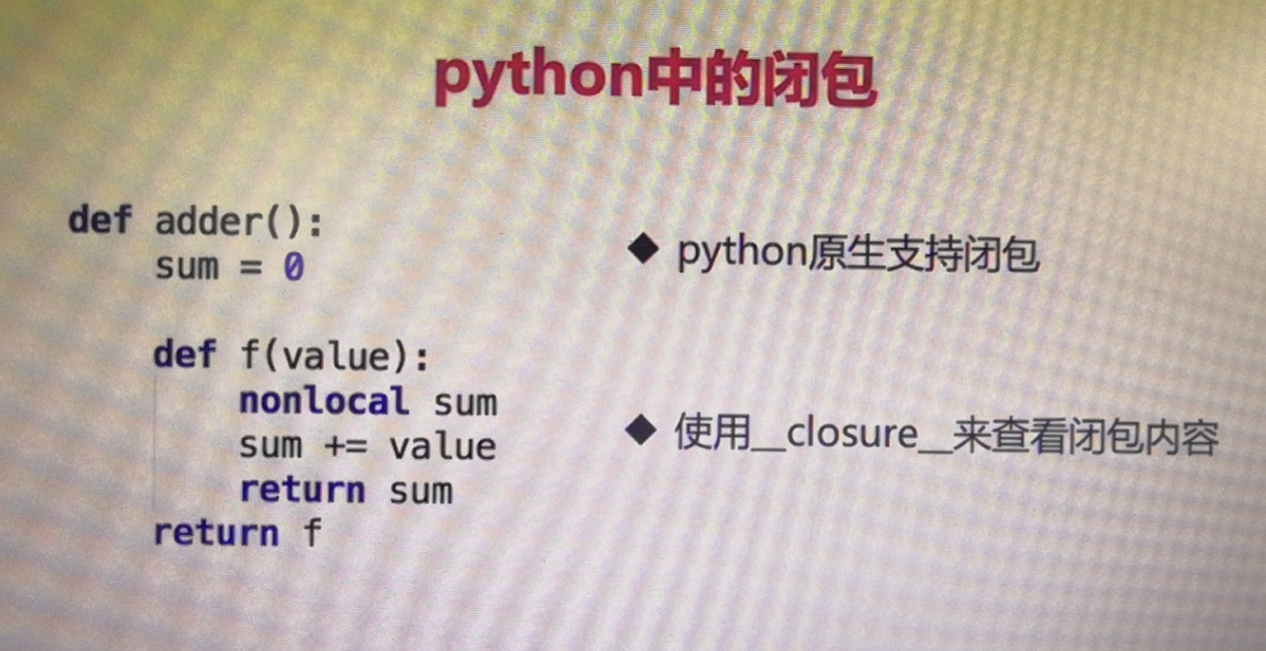 python中的闭包
def adder():
    sum = 0
    def f(value):
        nonlocal sum
        sum += value
        return sum
    return f
◆ python原生支持闭包
◆ 使用__closure__来查看闭包内容